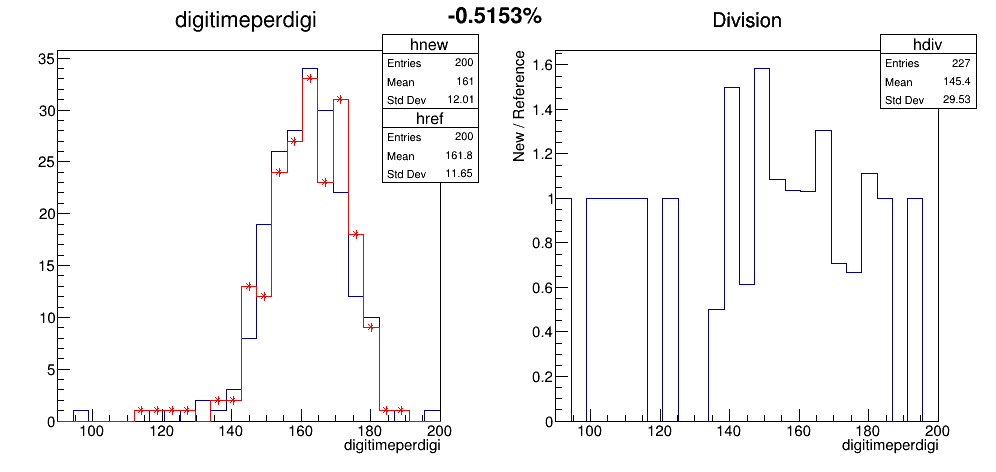 -0.5153%
digitimeperdigi
hnew
Entries 200
Mean 161
Std Dev 12.01
href
Entries 200
Mean 161.8
Std Dev 11.65
35
30
25
20
15
10
5
0
100 120 140 160 180 200
digitimeperdigi
Division
hdiv
Entries 227
Mean 145.4
Std Dev 29.53
New / Reference
1.6
1.4
1.2
1
0.8
0.6
0.4
0.2
0
100 120 140 160 180 200
digitimeperdigi